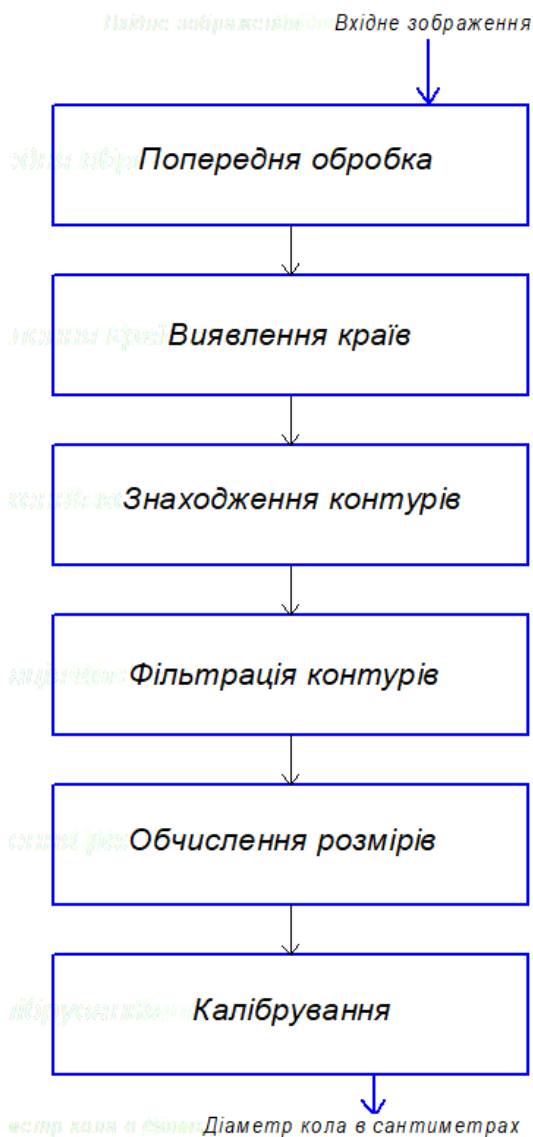 Вхідне зображення
Попередня обробка
Виявлення країв
Знаходження контурів
Фільтрація контурів
Обчислення розмірів
Калібрування
Діаметр кола в сантиметрах